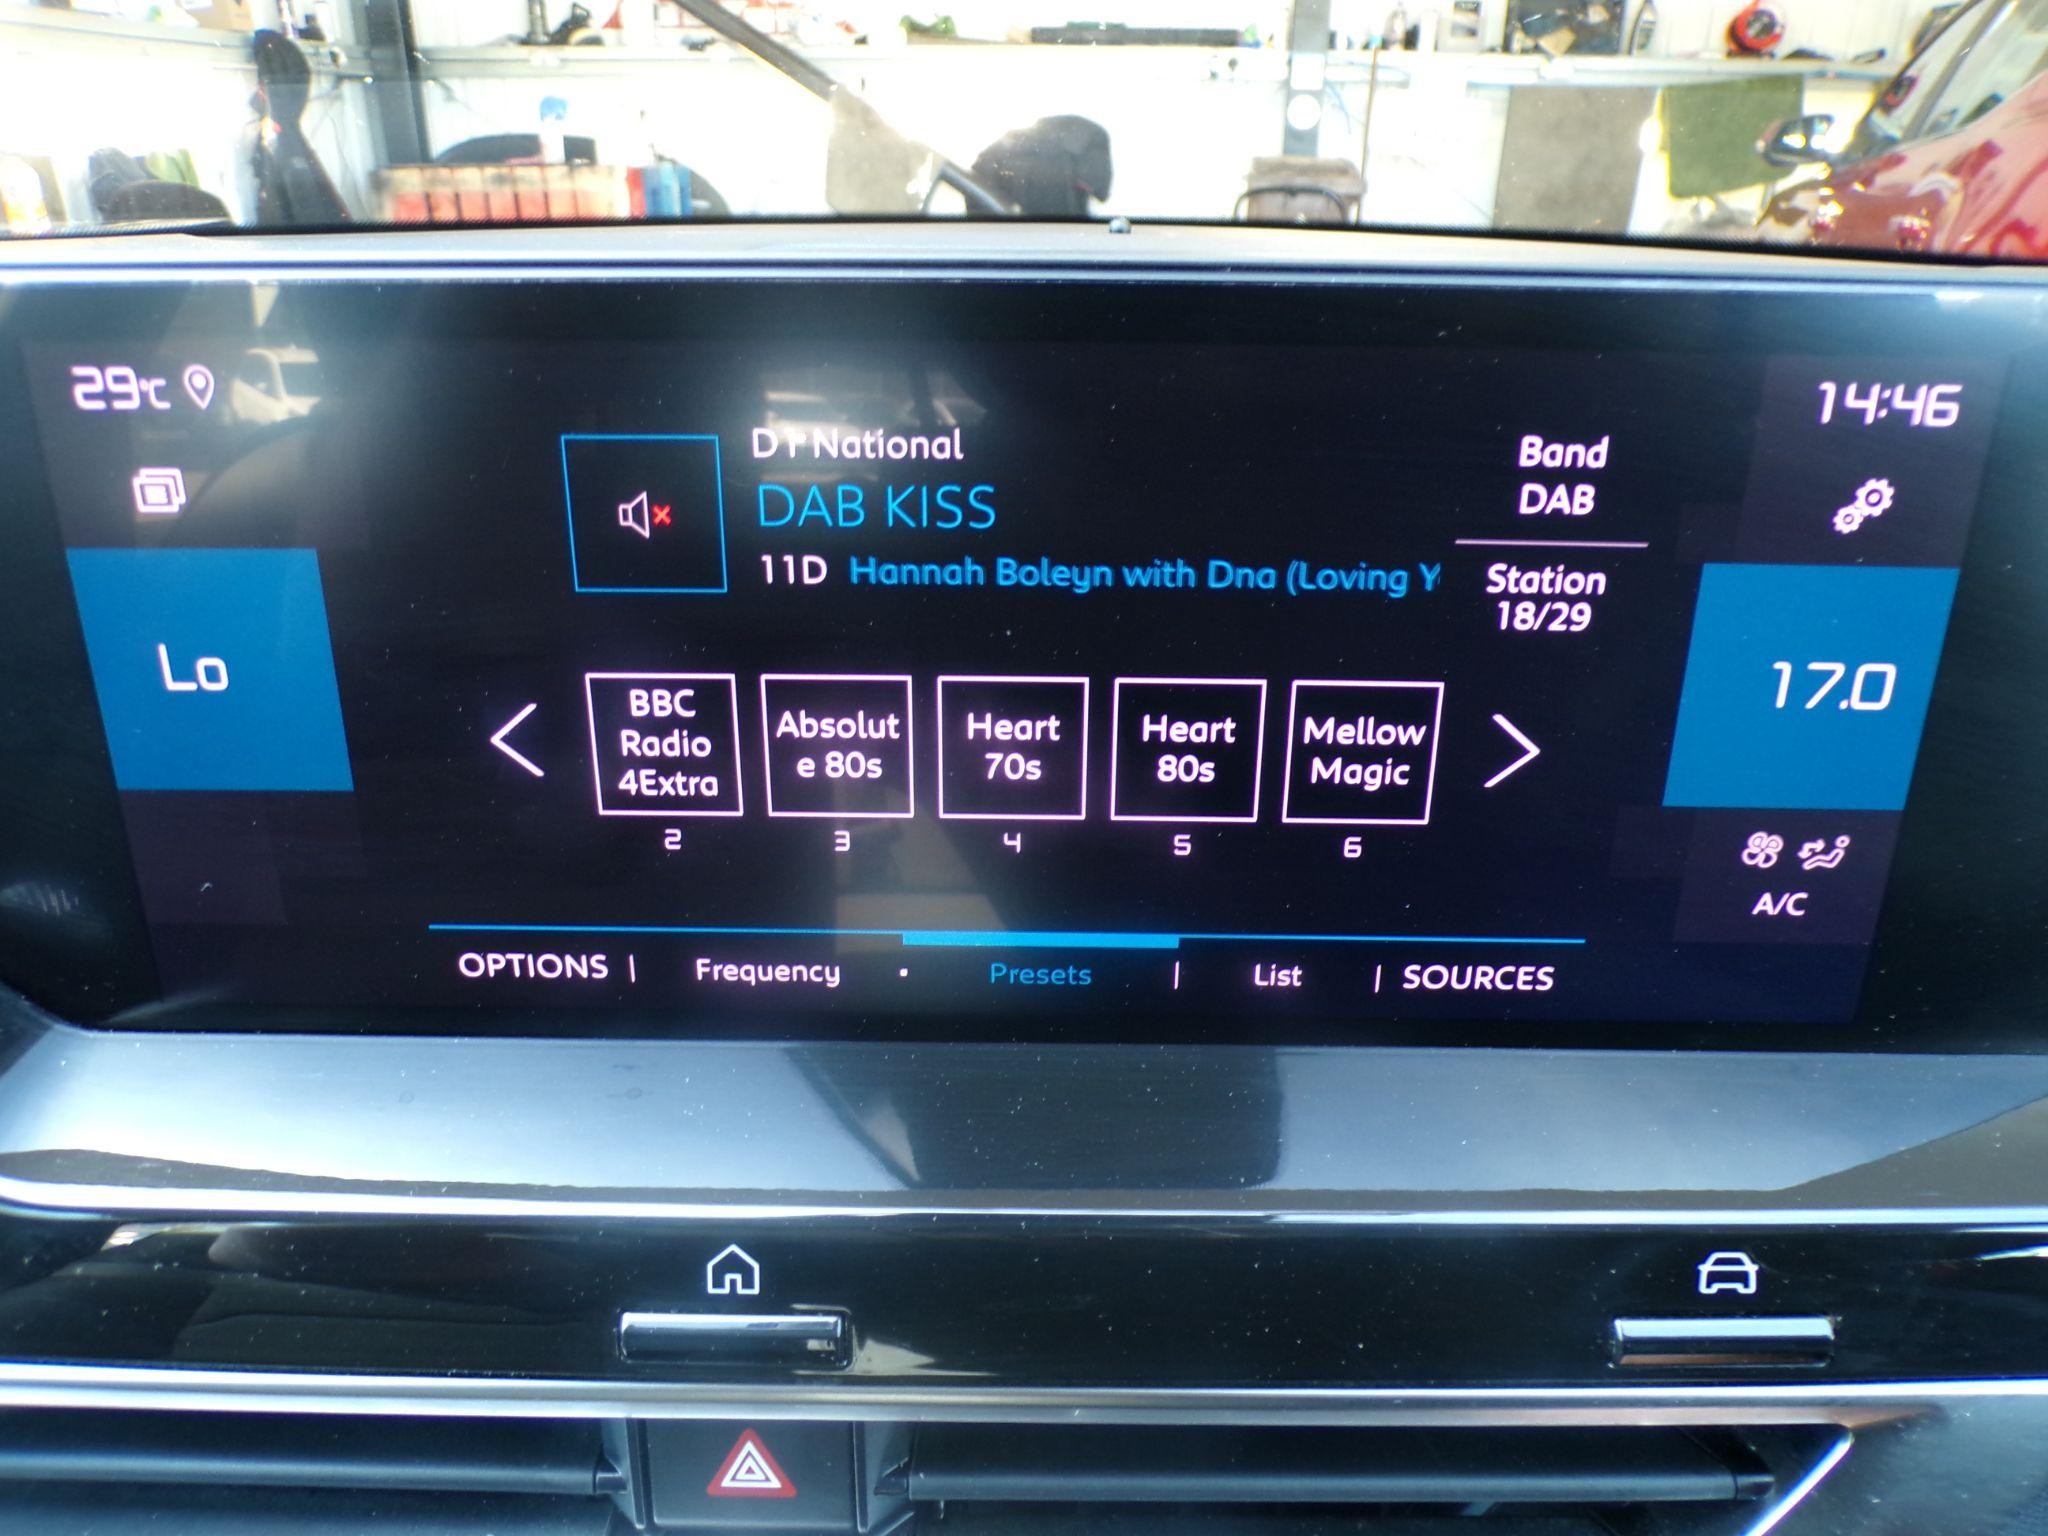 29°C
14:46
D1 National
DAB KISS
11D Hannah Boleyn with Dna (Loving Y
Band
DAB
Station
18/29
Lo
17.0
BBC
Radio
4Extra
2
Absolut
e 80s
3
Heart
70s
4
Heart
80s
5
Mellow
Magic
6
A/C
OPTIONS | Frequency · Presets | List | SOURCES